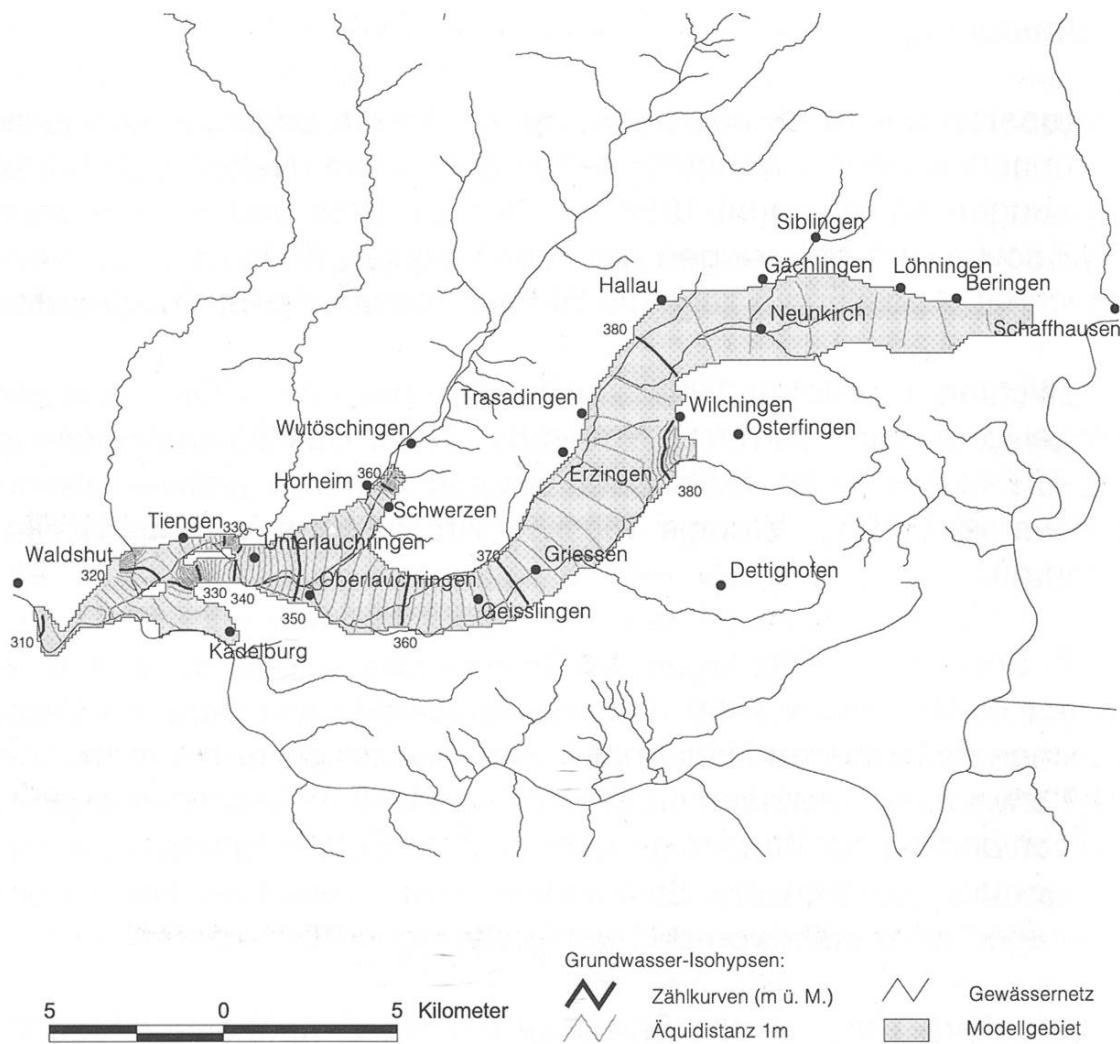 Siblingen
Gächlingen
Löhningen
Hallau
Beringen
Neunkirch
Schaffhausen
380
Trasadingen
Wilchingen
Wutöschingen
Osterfingen
Erzingen
360
Horheim
380
Schwerzen
Tiengen
330
Unterlauchringen
370
Waldshut
Griessen
320
Oberlauchringen
Dettighofen
330
340
Geisslingen
350
310
360
Kadelburg
Grundwasser-Isohypsen:
5 0 5 Kilometer
Zählkurven (m ü. M.)
Gewässernetz
Äquidistanz 1m
Modellgebiet